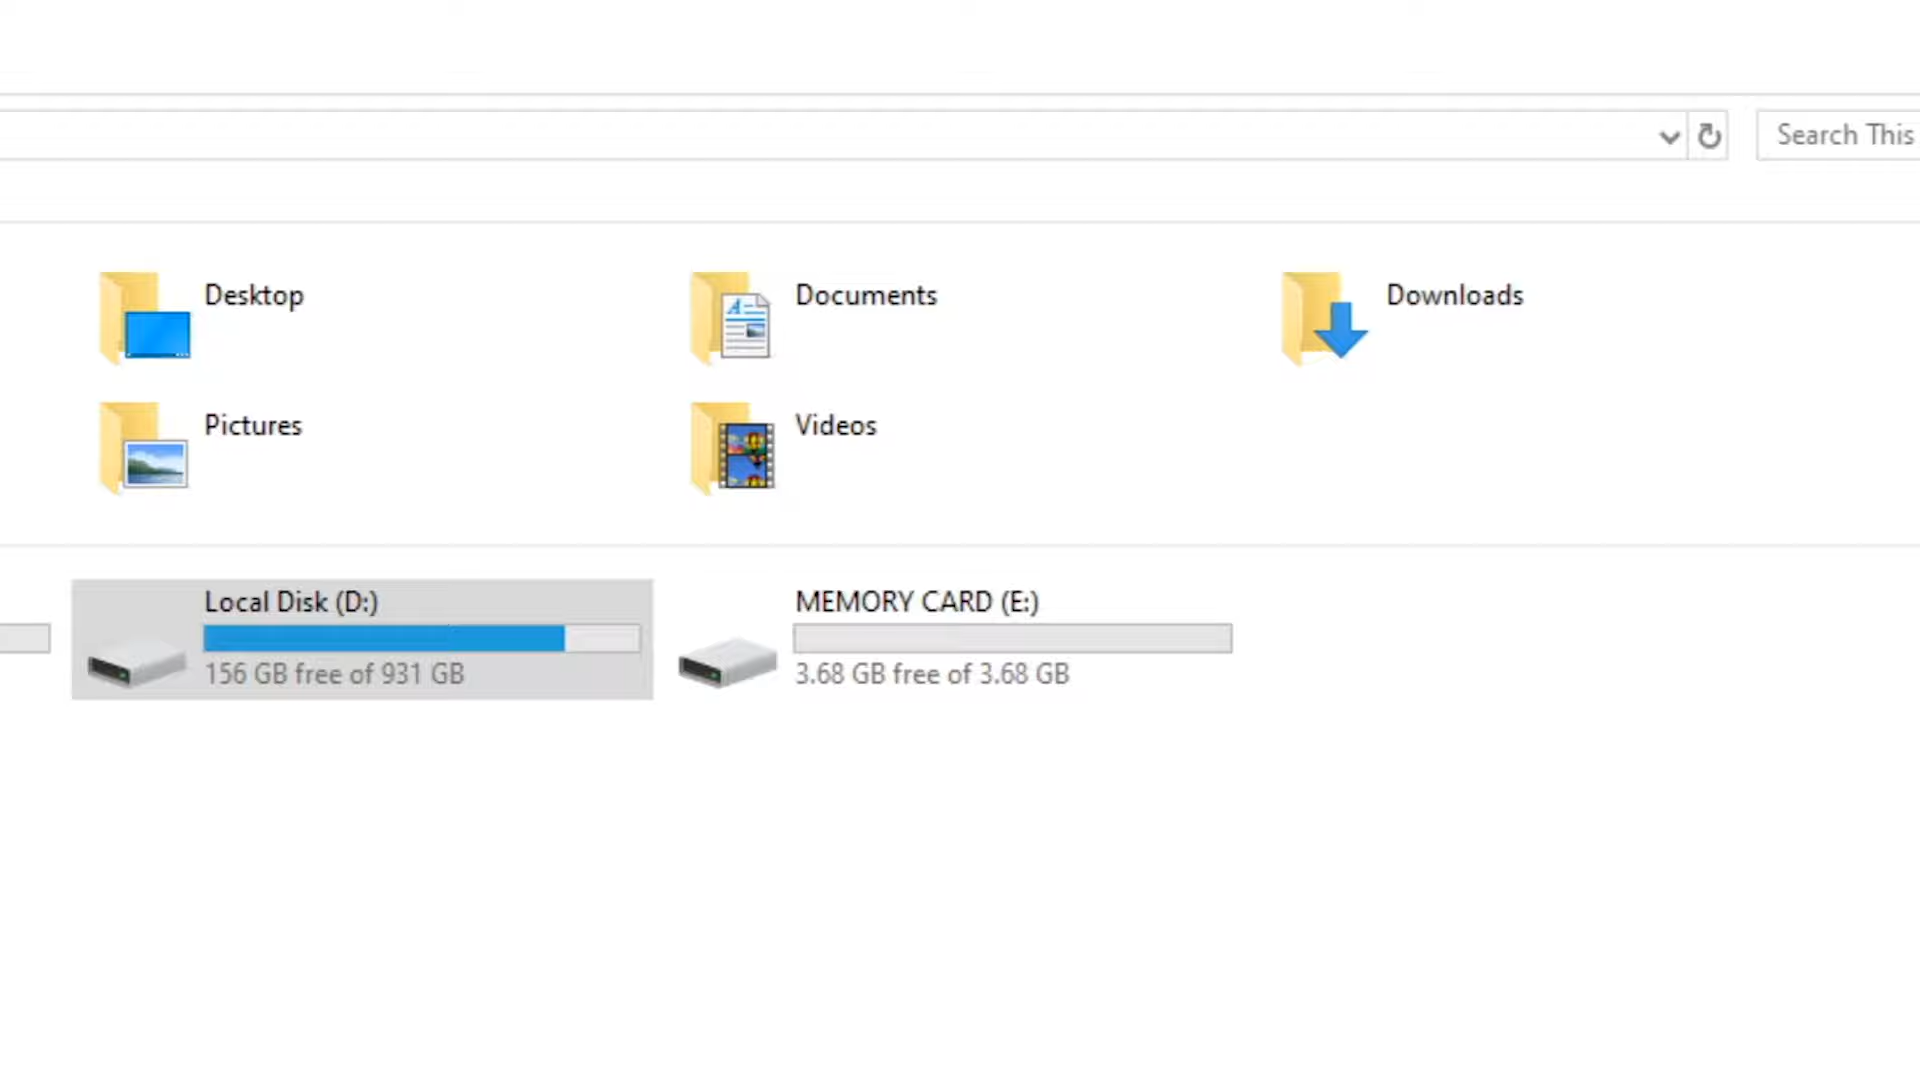 Search This
Desktop
Documents
Downloads
Pictures
Videos
Local Disk (D:)
156 GB free of 931 GB
MEMORY CARD (E:)
3.68 GB free of 3.68 GB